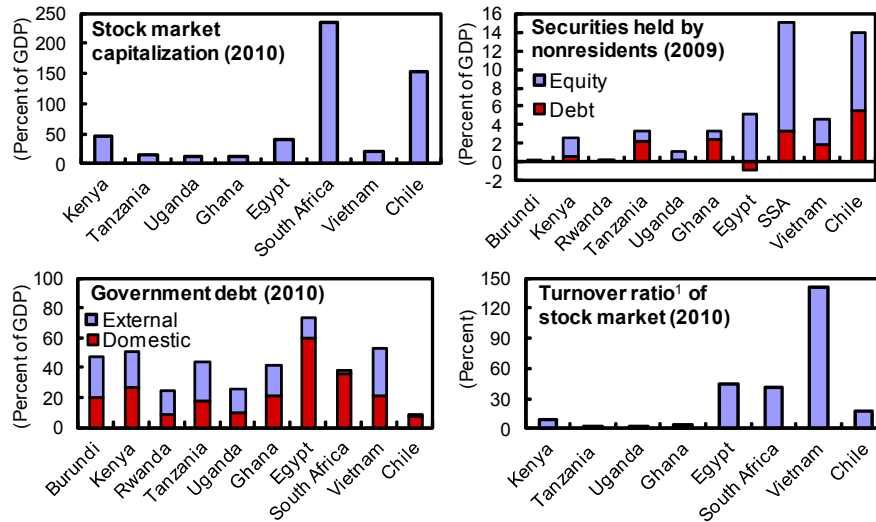 Stock market
capitalization (2010)
(Percent of GDP)
250
200
150
100
50
0
Kenya
Tanzania
Uganda
Ghana
Egypt
South Africa
Vietnam
Chile
Securities held by
nonresidents (2009)
Equity
Debt
(Percent of GDP)
16
14
12
10
8
6
4
2
0
-2
Burundi
Kenya
Rwanda
Tanzania
Uganda
Ghana
Egypt
SSA
Vietnam
Chile
Government debt (2010)
External
Domestic
(Percent of GDP)
100
80
60
40
20
0
Burundi
Kenya
Rwanda
Tanzania
Uganda
Ghana
Egypt
South Africa
Vietnam
Chile
Turnover ratio¹ of
stock market (2010)
(Percent)
150
120
90
60
30
0
Kenya
Tanzania
Uganda
Ghana
Egypt
South Africa
Vietnam
Chile